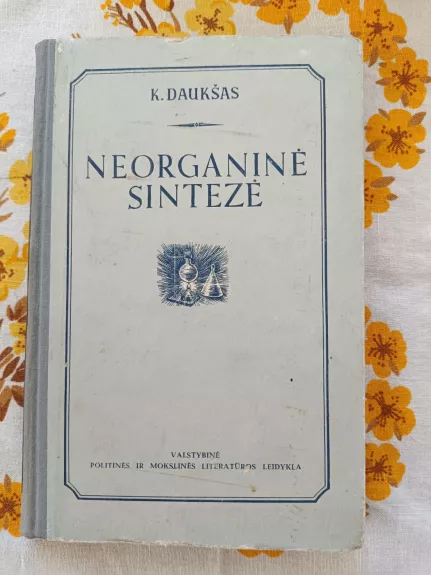 K. DAUKŠAS
NEORGANINĖ
SINTEZĖ
VALSTYBINĖ
POLITINĖS IR MOKSLINĖS LITERATŪROS LEIDYKLA